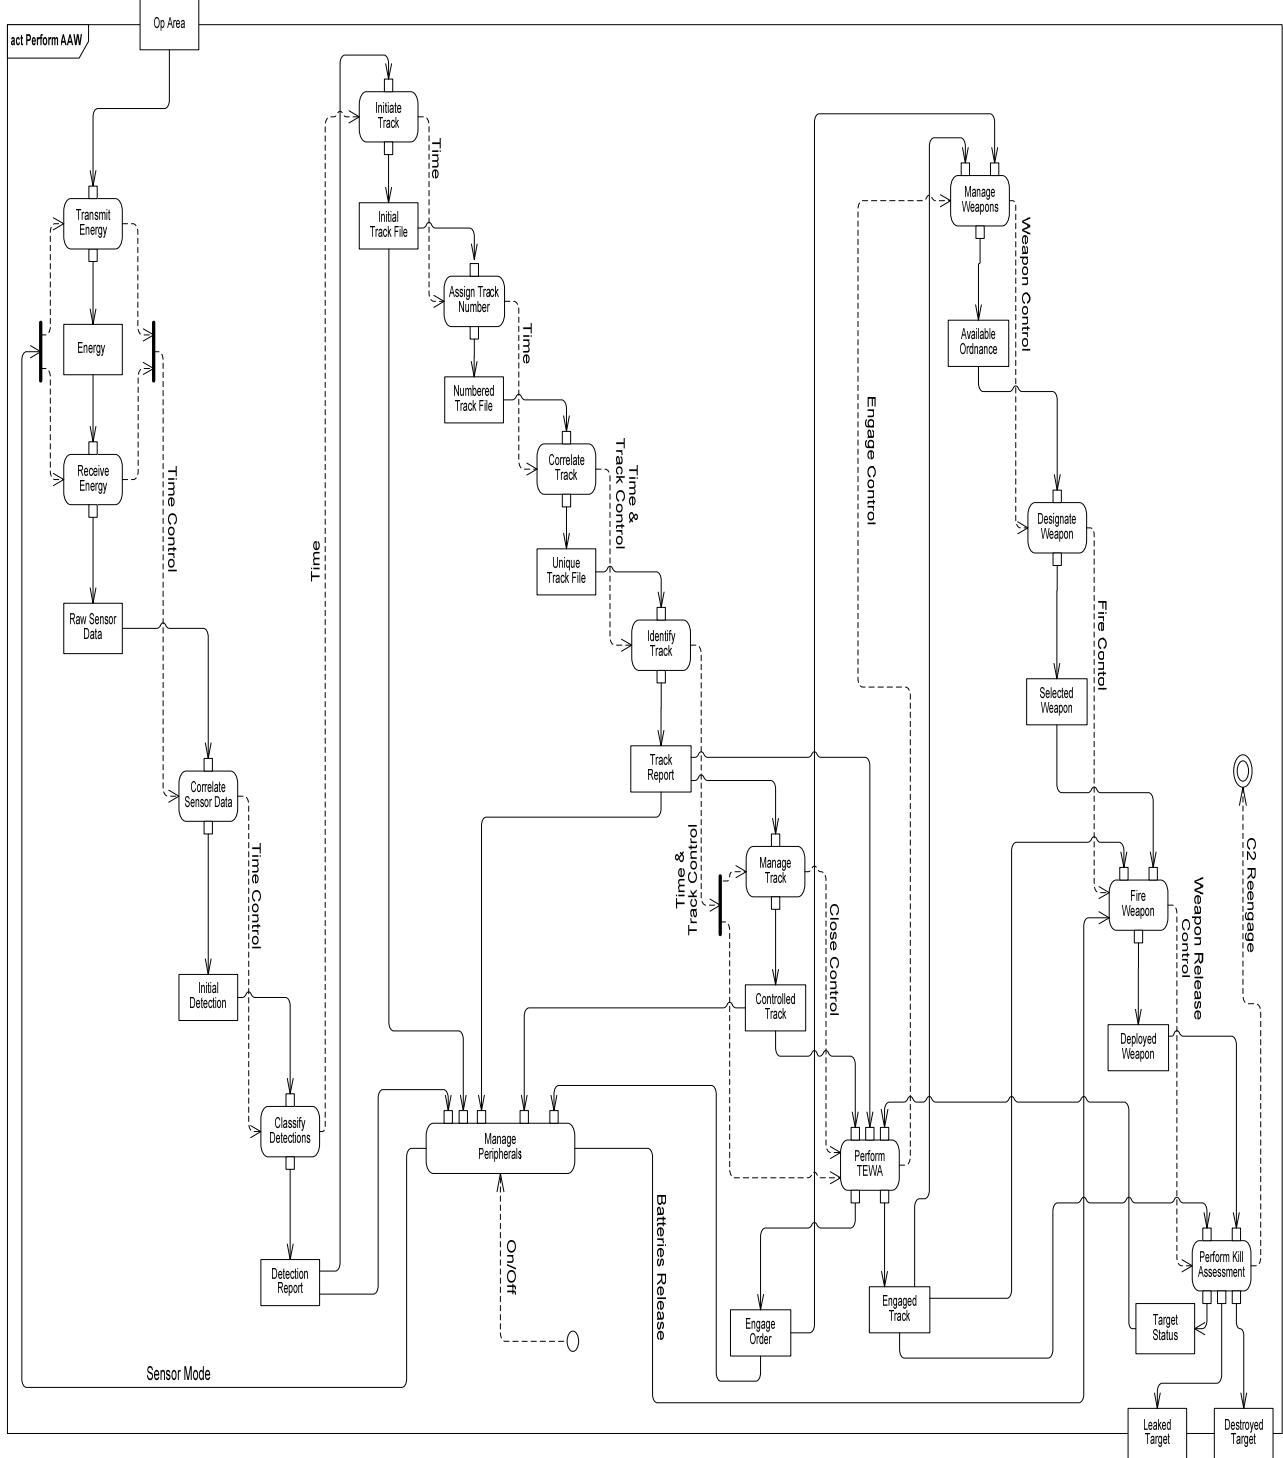 Op Area
act Perform AAW
Initiate
Track
Time
Manage
Weapons
Transmit
Energy
Initial
Track File
Weapon Control
Assign Track
Number
Time
Energy
Available
Ordnance
Numbered
Track File
Engage Control
Correlate
Track
Time &
Track Control
Receive
Energy
Time Control
Designate
Weapon
Time
Unique
Track File
Raw Sensor
Data
Identify
Track
Fire Contol
Selected
Weapon
Track
Report
Correlate
Sensor Data
C2 Reengage
Time Control
Time &
Track Control
Manage
Track
Close Control
Fire
Weapon
Weapon Release
Control
Initial
Detection
Controlled
Track
Deployed
Weapon
Classify
Detections
Manage
Peripherals
Perform
TEWA
Batteries Release
On/Off
Perform Kill
Assessment
Detection
Report
Engaged
Track
Engage
Order
Target
Status
Sensor Mode
Leaked
Target
Destroyed
Target